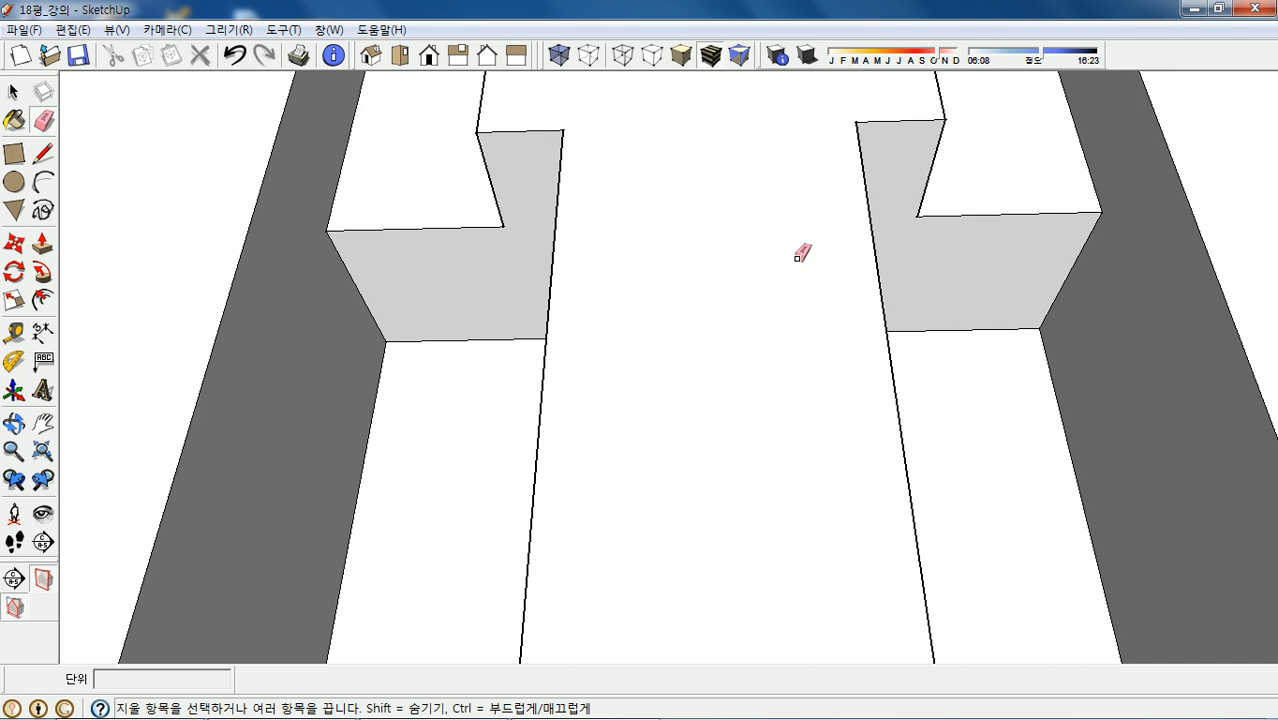 18평_강의 - SketchUp
파일(F) 편집(E) 뷰(V) 카메라(C) 그리기(R) 도구(T) 창(W) 도움말(H)
J F M A M J J A S O N D 06:08 정오 16:23
ABC
단위
지울 항목을 선택하거나 여러 항목을 끕니다. Shift = 숨기기, Ctrl = 부드럽게/매끄럽게